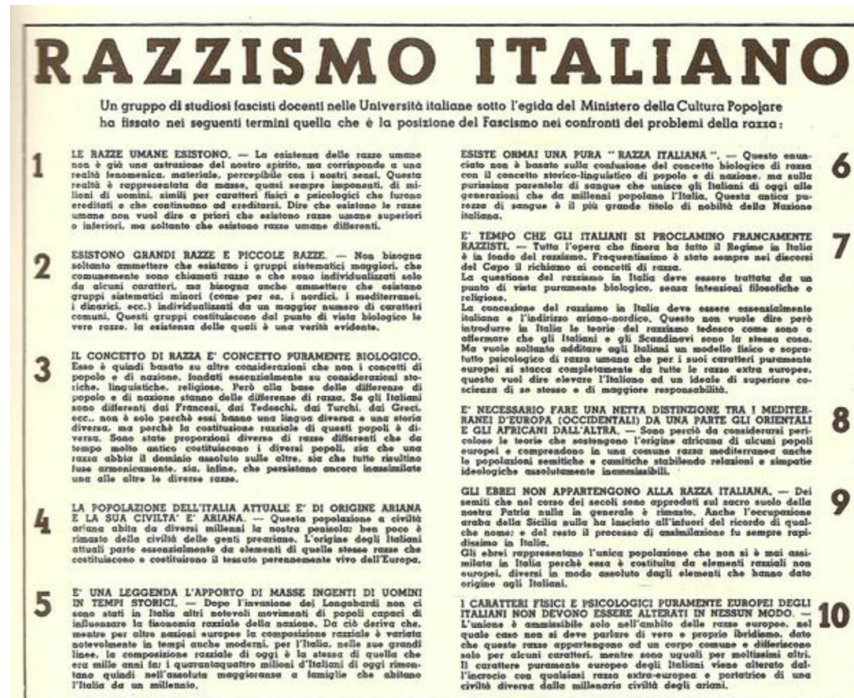 RAZZISMO ITALIANO
Un gruppo di studiosi fascisti docenti nelle Università italiane sotto l'egida del Ministero della Cultura Popolare
ha fissato nei seguenti termini quella che è la posizione del Fascismo nei confronti dei problemi della razza:
1
LE RAZZE UMANE ESISTONO. — La esistenza delle razze umane
non è già una astrazione del nostro spirito, ma corrisponde a una
realtà fenomenica, materiale, percepibile con i nostri sensi. Questa
realtà è rappresentata da masse, quasi sempre imponenti, di mi-
lioni di uomini, simili per caratteri fisici e psicologici che furono
ereditati e che continuano ad ereditarsi. Dire che esistono le razze
umane non vuol dire a priori che esistono razze umane superiori
o inferiori, ma soltanto che esistono razze umane differenti.
2
ESISTONO GRANDI RAZZE E PICCOLE RAZZE. — Non bisogna
soltanto ammettere che esistano i gruppi sistematici maggiori, che
comunemente sono chiamati razze e che sono individualizzati solo
da alcuni caratteri, ma bisogna anche ammettere che esistano
gruppi sistematici minori (come per es. i nordici, i mediterranei,
i dinarici, ecc.) individualizzati da un maggior numero di caratteri
comuni. Questi gruppi costituiscono dal punto di vista biologico le
vere razze, la esistenza delle quali è una verità evidente.
3
IL CONCETTO DI RAZZA E' CONCETTO PURAMENTE BIOLOGICO.
Esso è quindi basato su altre considerazioni che non i concetti di
popolo e di nazione, fondati essenzialmente su considerazioni sto-
riche, linguistiche, religiose. Però alla base delle differenze di
popolo e di nazione stanno delle differenze di razza. Se gli Italiani
sono differenti dai Francesi, dai Tedeschi, dai Turchi, dai Greci,
ecc., non è solo perchè essi hanno una lingua diversa e una storia
diversa, ma perchè la costituzione razziale di questi popoli è di-
versa. Sono state proporzioni diverse di razze differenti che da
tempo molto antico costituiscono i diversi popoli, sia che una
razza abbia il dominio assoluto sulle altre, sia che tutte risultino
fuse armonicamente, sia, infine, che persistano ancora inassimilate
una alle altre le diverse razze.
4
LA POPOLAZIONE DELL'ITALIA ATTUALE E' DI ORIGINE ARIANA
E LA SUA CIVILTA' E' ARIANA. — Questa popolazione a civiltà
ariana abita da diversi millenni la nostra penisola; ben poco è
rimasto della civiltà delle genti preariane. L'origine degli Italiani
attuali parte essenzialmente da elementi di quelle stesse razze che
costituiscono e costituirono il tessuto perennemente vivo dell'Europa.
5
E' UNA LEGGENDA L'APPORTO DI MASSE INGENTI DI UOMINI
IN TEMPI STORICI. — Dopo l'invasione dei Longobardi non ci
sono stati in Italia altri notevoli movimenti di popoli capaci di
influenzare la fisonomia razziale della nazione. Da ciò deriva che,
mentre per altre nazioni europee la composizione razziale è variata
notevolmente in tempi anche moderni, per l'Italia, nelle sue grandi
linee, la composizione razziale di oggi è la stessa di quella che
era mille anni fa; i quarantaquattro milioni d'Italiani di oggi rimon-
tano quindi nell'assoluta maggioranza a famiglie che abitano
l'Italia da un millennio.
6
ESISTE ORMAI UNA PURA " RAZZA ITALIANA ". — Questo enun-
ciato non è basato sulla confusione del concetto biologico di razza
con il concetto storico-linguistico di popolo e di nazione, ma sulla
purissima parentela di sangue che unisce gli Italiani di oggi alle
generazioni che da millenni popolano l'Italia. Questa antica pu-
rezza di sangue è il più grande titolo di nobiltà della Nazione
italiana.
7
E' TEMPO CHE GLI ITALIANI SI PROCLAMINO FRANCAMENTE
RAZZISTI. — Tutta l'opera che finora ha fatto il Regime in Italia
è in fondo del razzismo. Frequentissimo è stato sempre nei discorsi
del Capo il richiamo ai concetti di razza.
La questione del razzismo in Italia deve essere trattata da un
punto di vista puramente biologico, senza intenzioni filosofiche o
religiose.
La concezione del razzismo in Italia deve essere essenzialmente
italiana e l'indirizzo ariano-nordico. Questo non vuole dire però
introdurre in Italia le teorie del razzismo tedesco come sono o
affermare che gli Italiani e gli Scandinavi sono la stessa cosa.
Ma vuole soltanto additare agli Italiani un modello fisico e sopra-
tutto psicologico di razza umana che per i suoi caratteri puramente
europei si stacca completamente da tutte le razze extra europee,
questo vuol dire elevare l'Italiano ad un ideale di superiore co-
scienza di se stesso e di maggiore responsabilità.
8
E' NECESSARIO FARE UNA NETTA DISTINZIONE TRA I MEDITER-
RANEI D'EUROPA (OCCIDENTALI) DA UNA PARTE GLI ORIENTALI
E GLI AFRICANI DALL'ALTRA. — Sono perciò da considerarsi peri-
colose le teorie che sostengono l'origine africana di alcuni popoli
europei e comprendono in una comune razza mediterranea anche
le popolazioni semitiche e camitiche stabilendo relazioni e simpatie
ideologiche assolutamente inammissibili.
9
GLI EBREI NON APPARTENGONO ALLA RAZZA ITALIANA. — Dei
semiti che nel corso dei secoli sono approdati sul sacro suolo della
nostra Patria nulla in generale è rimasto. Anche l'occupazione
araba della Sicilia nulla ha lasciato all'infuori del ricordo di qual-
che nome; e del resto il processo di assimilazione fu sempre rapi-
dissimo in Italia.
Gli ebrei rappresentano l'unica popolazione che non si è mai assi-
milata in Italia perchè essa è costituita da elementi razziali non
europei, diversi in modo assoluto dagli elementi che hanno dato
origine agli Italiani.
10
I CARATTERI FISICI E PSICOLOGICI PURAMENTE EUROPEI DEGLI
ITALIANI NON DEVONO ESSERE ALTERATI IN NESSUN MODO. —
L'unione è ammissibile solo nell'ambito delle razze europee, nel
quale caso non si deve parlare di vero e proprio ibridismo, dato
che queste razze appartengono ad un corpo comune e differiscono
solo per alcuni caratteri, mentre sono uguali per moltissimi altri.
Il carattere puramente europeo degli Italiani viene alterato dal-
l'incrocio con qualsiasi razza extra-europea e portatrice di una
civiltà diversa dalla millenaria civiltà degli ariani.